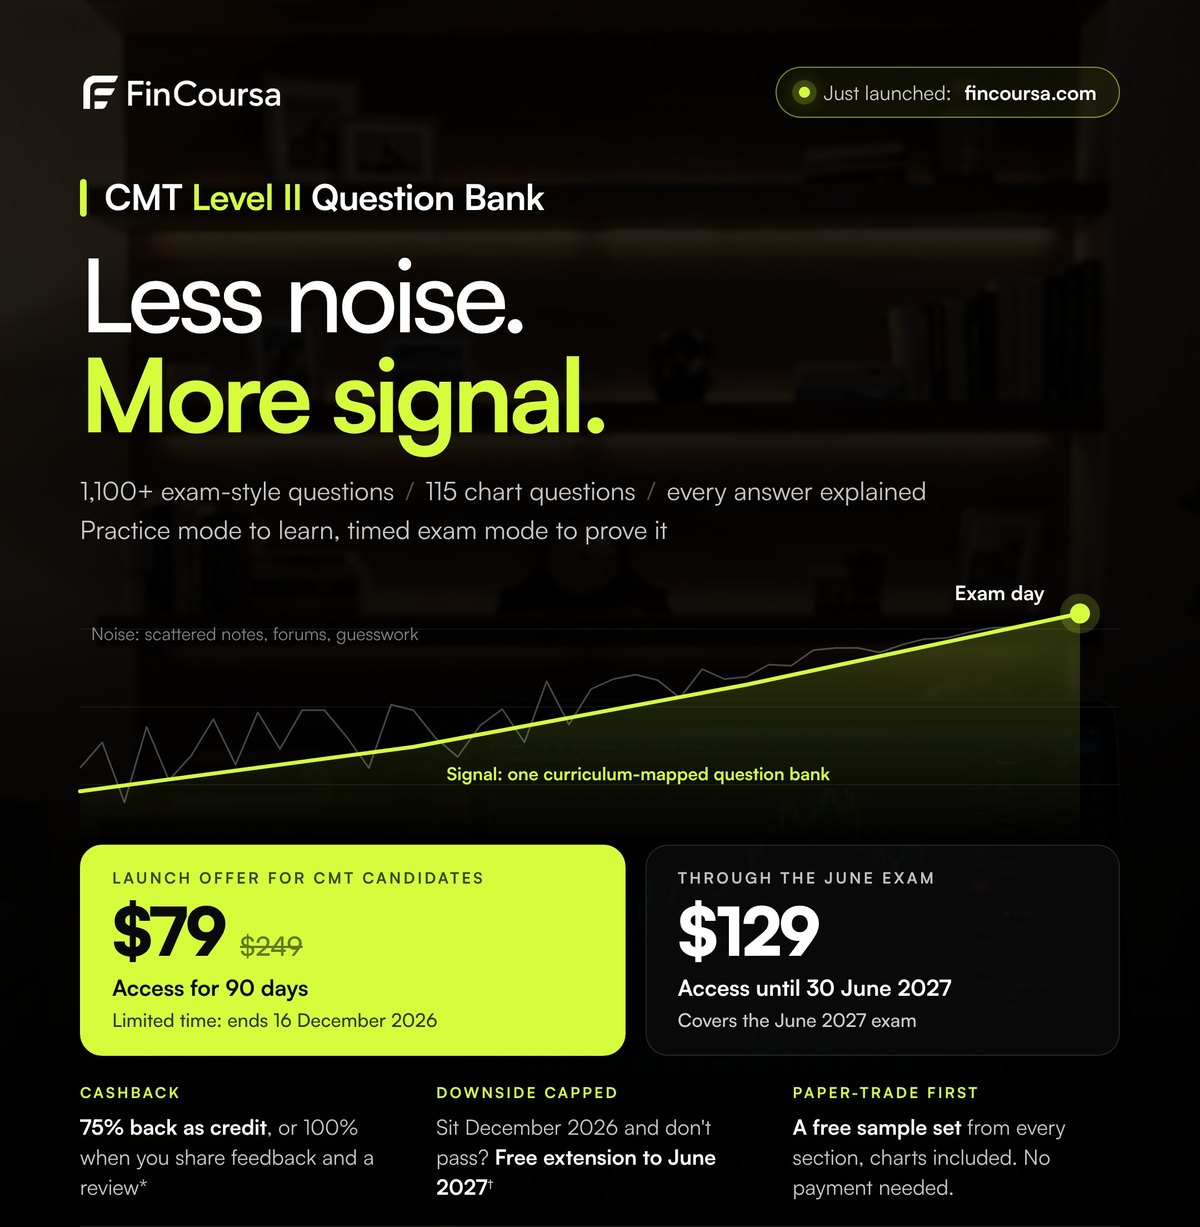 FinCoursa
Just launched: fincoursa.com
CMT Level II Question Bank
Less noise.
More signal.
1,100+ exam-style questions / 115 chart questions / every answer explained
Practice mode to learn, timed exam mode to prove it
Exam day
Noise: scattered notes, forums, guesswork
Signal: one curriculum-mapped question bank
LAUNCH OFFER FOR CMT CANDIDATES
$79 $249
Access for 90 days
Limited time: ends 16 December 2026
THROUGH THE JUNE EXAM
$129
Access until 30 June 2027
Covers the June 2027 exam
CASHBACK
75% back as credit, or 100%
when you share feedback and a
review*
DOWNSIDE CAPPED
Sit December 2026 and don't
pass? Free extension to June
2027†
PAPER-TRADE FIRST
A free sample set from every
section, charts included. No
payment needed.